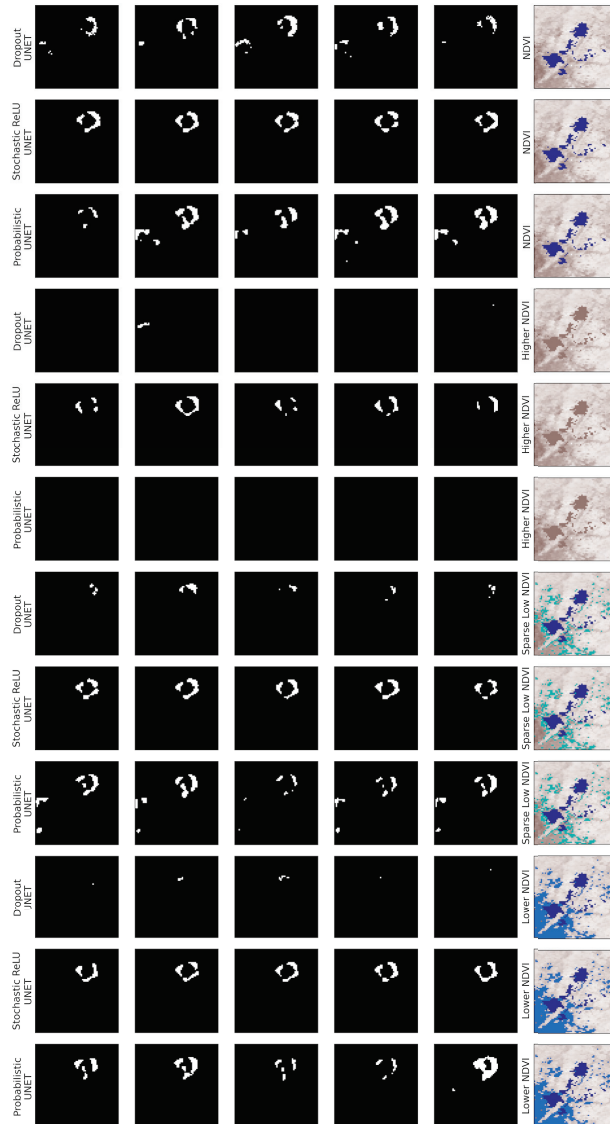 Dropout
UNET
NDVI
Stochastic ReLU
UNET
NDVI
Probabilistic
UNET
NDVI
Dropout
UNET
Higher NDVI
Stochastic ReLU
UNET
Higher NDVI
Probabilistic
UNET
Higher NDVI
Dropout
UNET
Sparse Low NDVI
Stochastic ReLU
UNET
Sparse Low NDVI
Probabilistic
UNET
Sparse Low NDVI
Dropout
UNET
Lower NDVI
Stochastic ReLU
UNET
Lower NDVI
Probabilistic
UNET
Lower NDVI